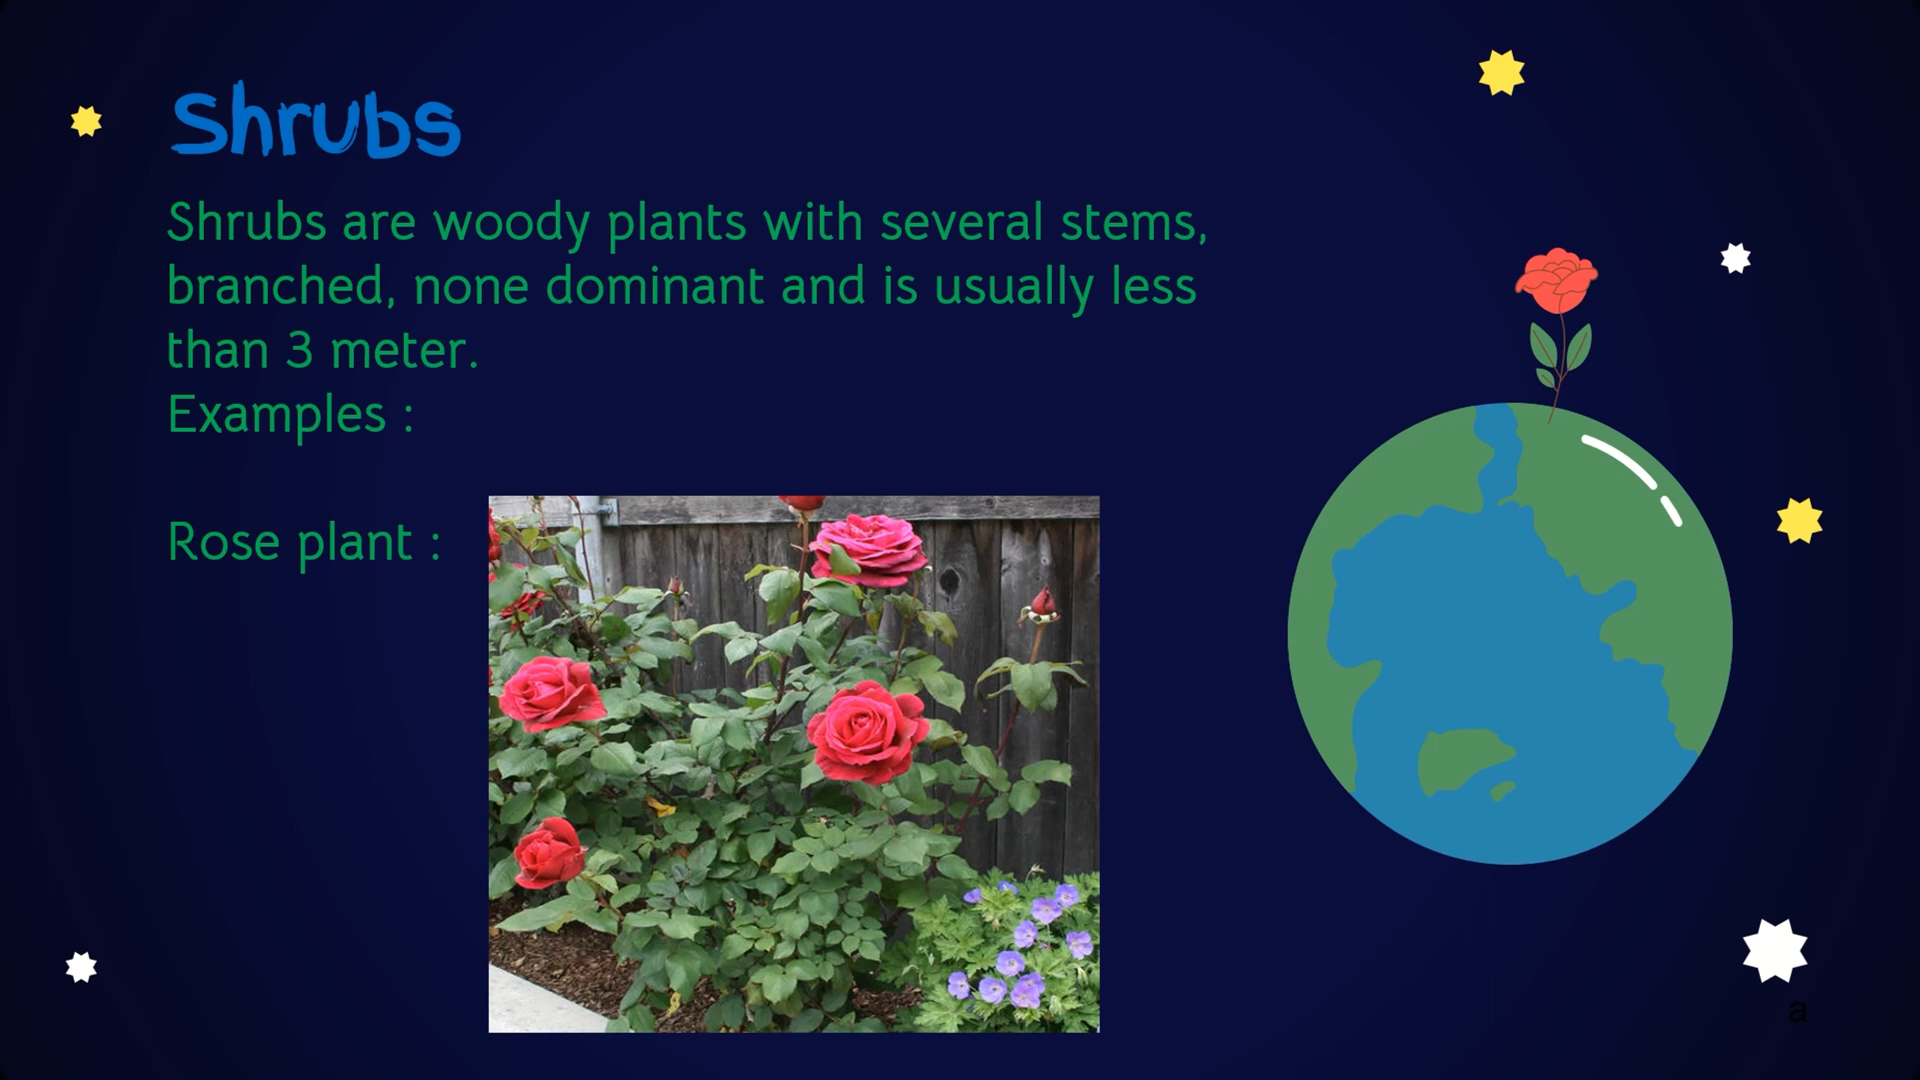 Shrubs
Shrubs are woody plants with several stems,
branched, none dominant and is usually less
than 3 meter.
Examples :
Rose plant :
a